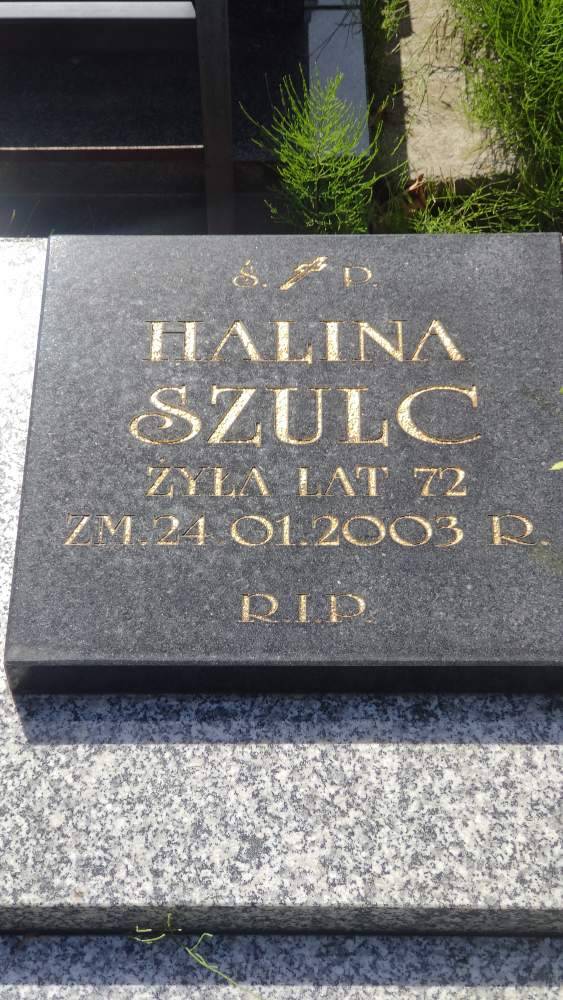 Ś. P.
HALINA
SZULC
ŻYŁA LAT 72
ZM. 24 01.2003 R.
R.I.P.